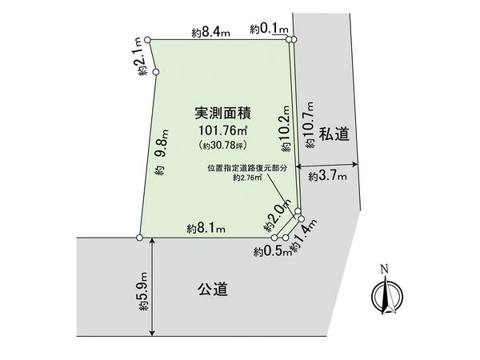 約8.4m
約0.1m
約2.1m
実測面積
101.76㎡
(約30.78坪)
約10.2m
約10.7m
私道
約9.8m
位置指定道路復元部分
約2.76㎡
約3.7m
約2.0m
約8.1m
約1.4m
約0.5m
約5.9m
公道
N